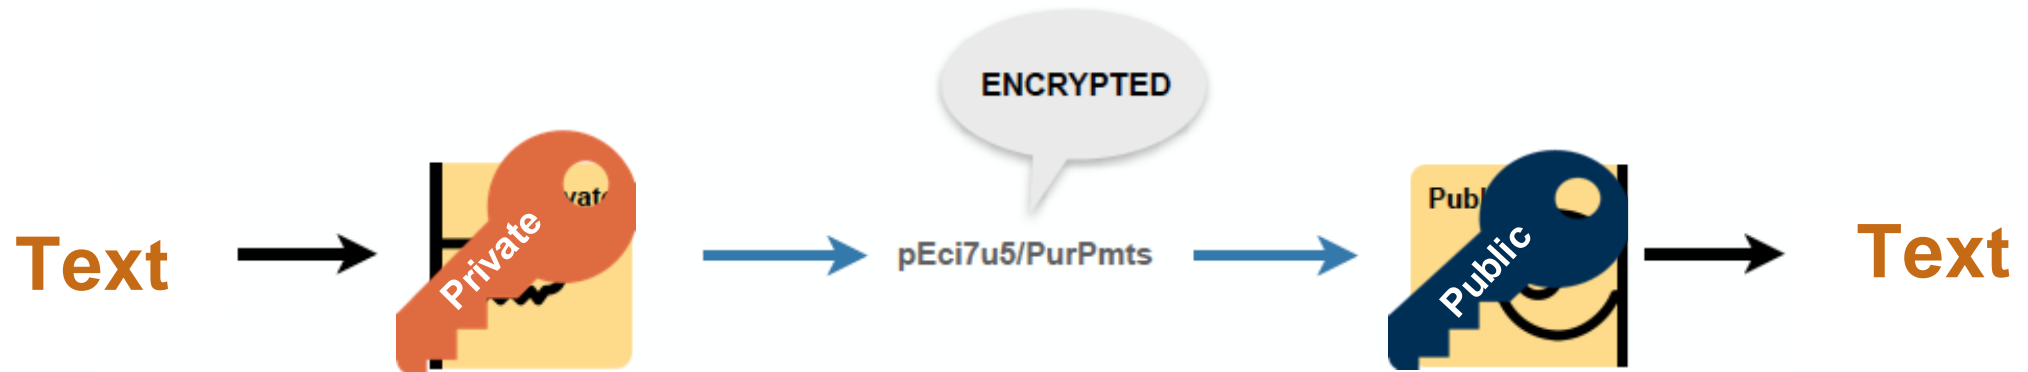 ENCRYPTED
Text
Private
pEci7u5/PurPmts
Public
Text